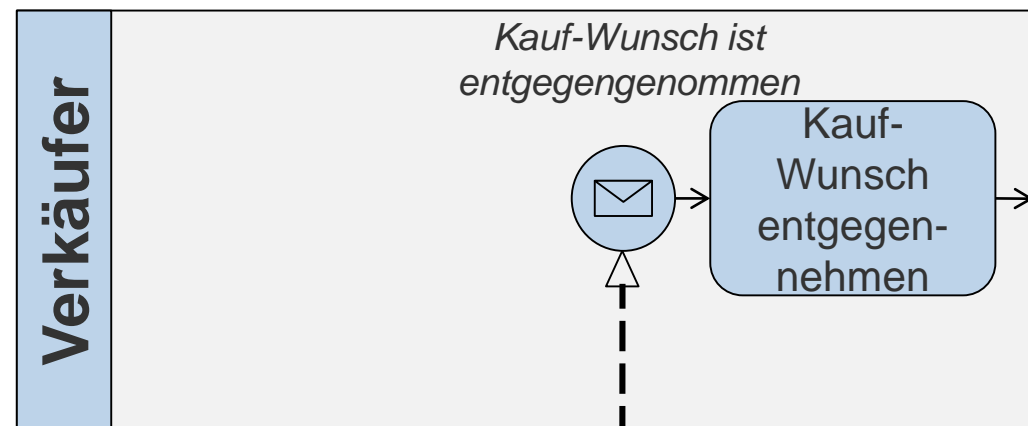 Verkäufer
Kauf-Wunsch ist
entgegengenommen
Kauf-
Wunsch
entgegen-
nehmen